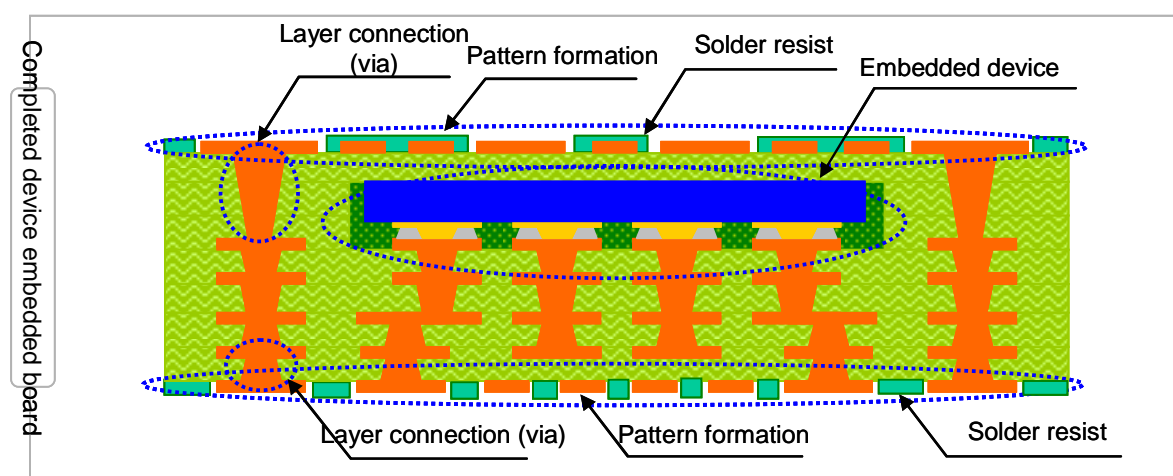 Completed device embedded board
Layer connection
(via)
Pattern formation
Solder resist
Embedded device
Layer connection (via)
Pattern formation
Solder resist